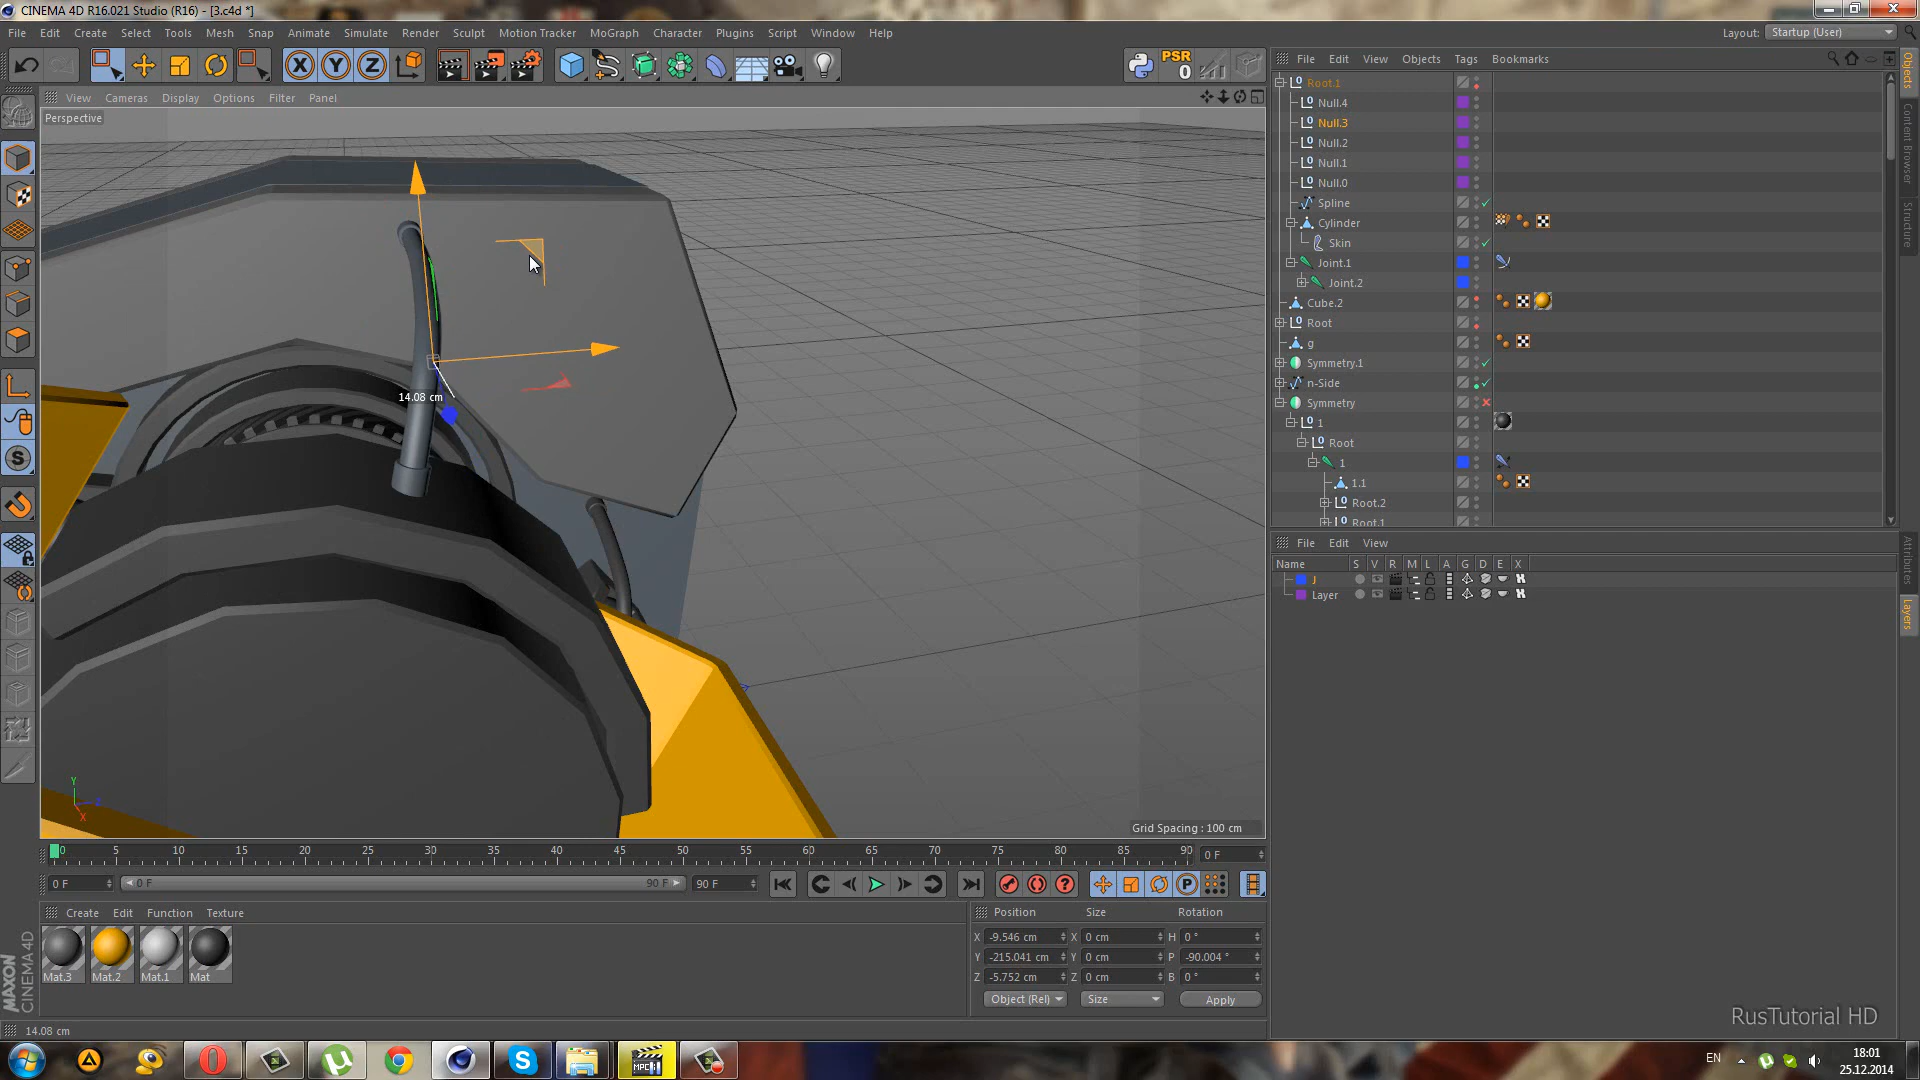 CINEMA 4D R16.021 Studio (R16) - [3.c4d *]
File Edit Create Select Tools Mesh Snap Animate Simulate Render Sculpt Motion Tracker MoGraph Character Plugins Script Window Help
Layout: Startup (User)
PSR
0
X Y Z
View Cameras Display Options Filter Panel
Perspective
14.08 cm
Y
X
Grid Spacing : 100 cm
File Edit View Objects Tags Bookmarks
Root.1
Null.4
Null.3
Null.2
Null.1
Null.0
Spline
Cylinder
Skin
Joint.1
Joint.2
Cube.2
Root
g
Symmetry.1
n-Side
Symmetry
1
Root
1
1.1
Root.2
Root.1
Objects
Content Browser
Structure
Attributes
Layers
File Edit View
Name S V R M L A G D E X
J
Layer
0 5 10 15 20 25 30 35 40 45 50 55 60 65 70 75 80 85 90
0 F
0 F 0 F 90 F 90 F
P
Create Edit Function Texture
Mat.3 Mat.2 Mat.1 Mat
Position Size Rotation
X -9.546 cm X 0 cm H 0 °
Y -215.041 cm Y 0 cm P -90.004 °
Z -5.752 cm Z 0 cm B 0 °
Object (Rel) Size Apply
MAXON
CINEMA 4D
14.08 cm
RusTutorial HD
EN
18:01
25.12.2014